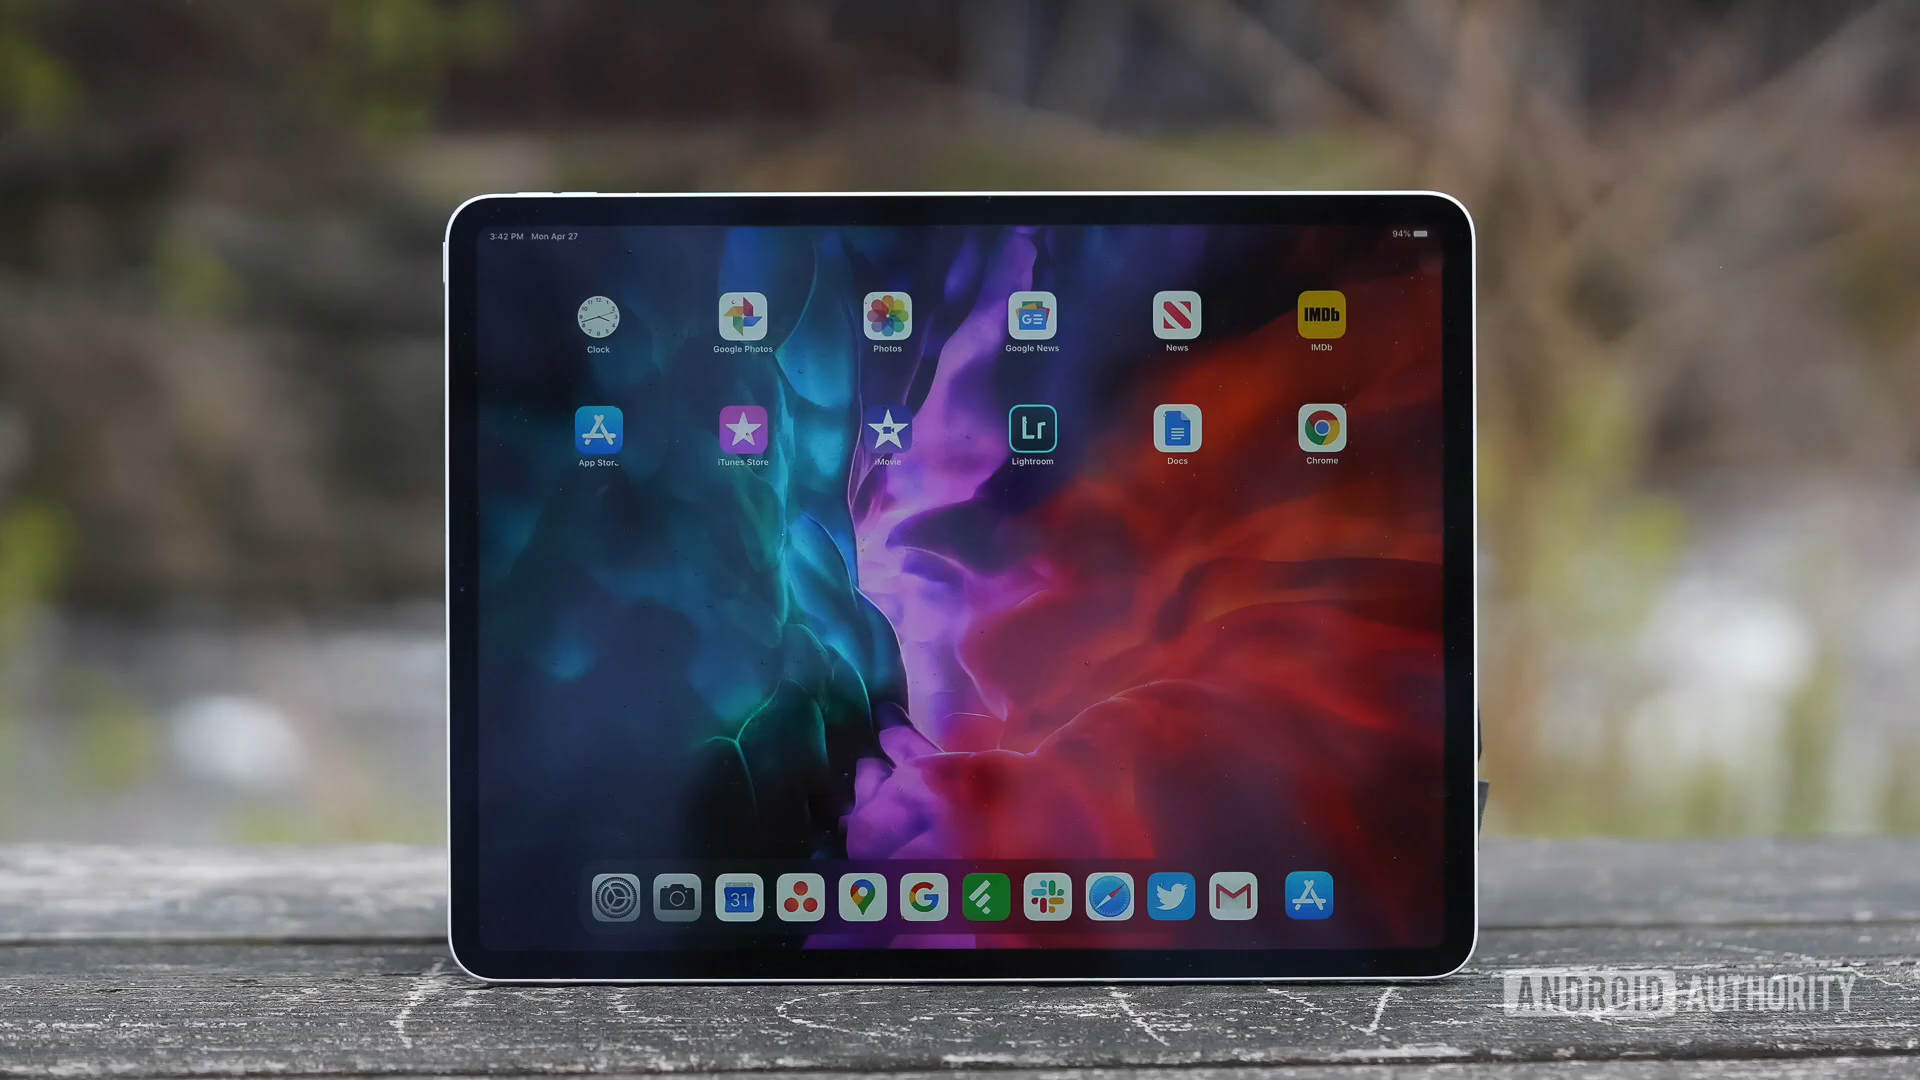 3:42 PM Mon Apr 27
94%
Clock
Google Photos
Photos
Google News
News
IMDb
IMDb
App Store
iTunes Store
iMovie
Lr
Lightroom
Docs
Chrome
31
ANDROID AUTHORITY